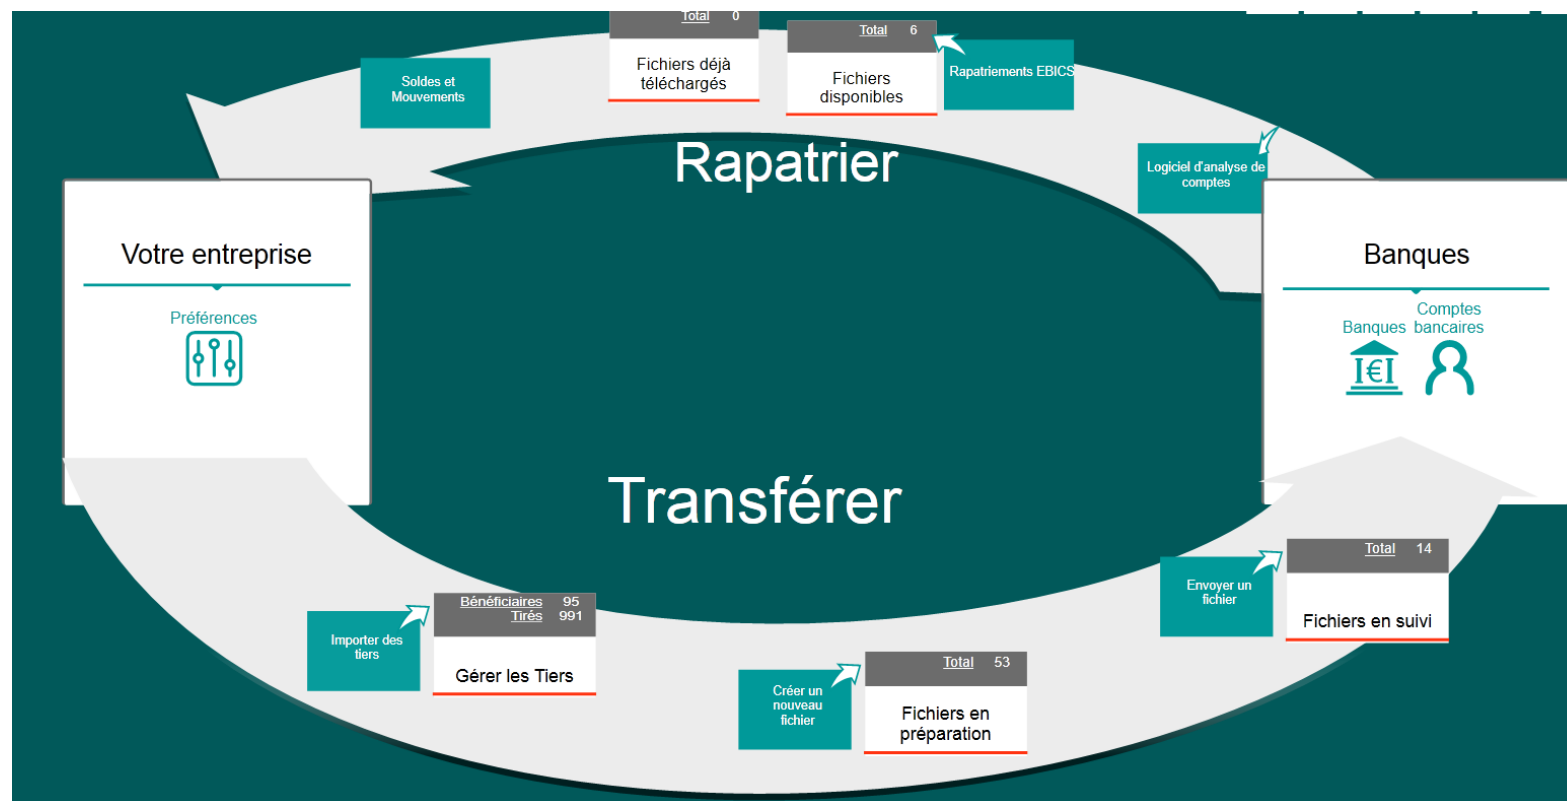 Total 0
Fichiers déjà
téléchargés
Total 6
Fichiers
disponibles
Rapatriements EBICS
Soldes et
Mouvements
Rapatrier
Logiciel d'analyse de
comptes
Votre entreprise
Préférences
Banques
Banques
Comptes
bancaires
I€I
Transférer
Importer des
tiers
Bénéficiaires 95
Tirés 991
Gérer les Tiers
Créer un
nouveau
fichier
Total 53
Fichiers en
préparation
Envoyer un
fichier
Total 14
Fichiers en suivi